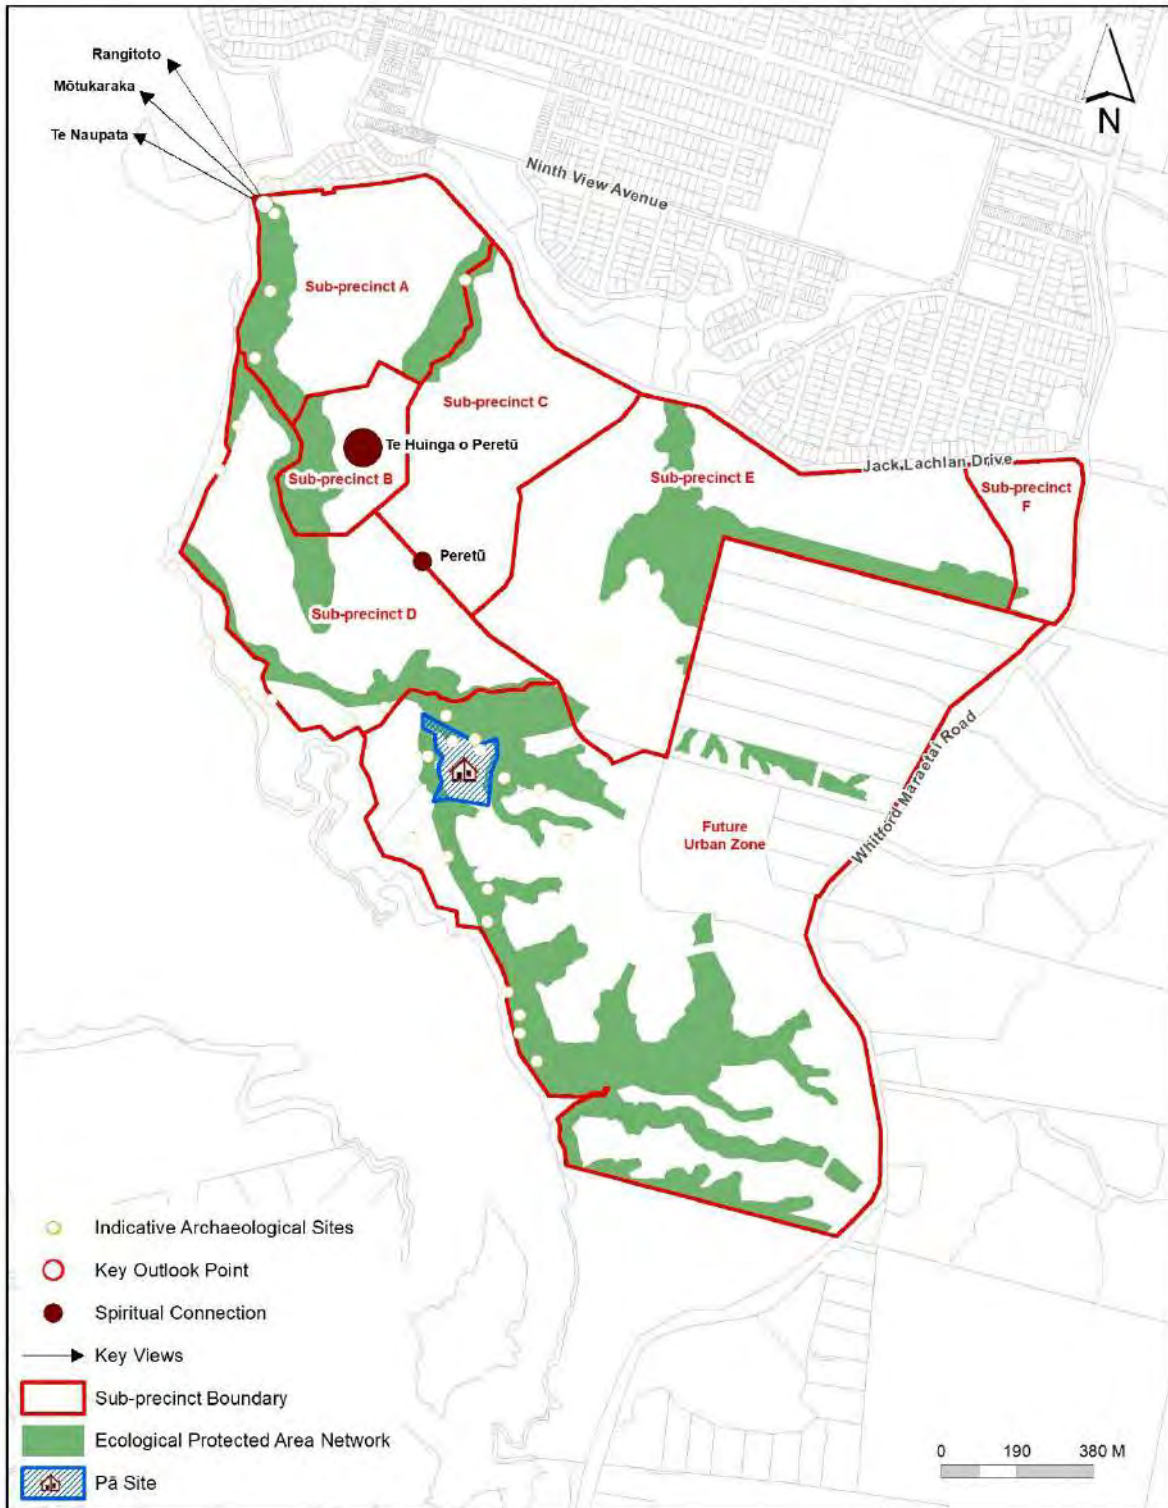 Rangitoto
Mōtukaraka
Te Naupata
N
Ninth View Avenue
Sub-precinct A
Sub-precinct C
Te Huinga o Peretū
Sub-precinct B
Jack Lachlan Drive
Sub-precinct E
Sub-precinct
F
Peretū
Sub-precinct D
Whitford Maraetai Road
Future
Urban Zone
Indicative Archaeological Sites
Key Outlook Point
Spiritual Connection
Key Views
Sub-precinct Boundary
Ecological Protected Area Network
Pā Site
0 190 380 M